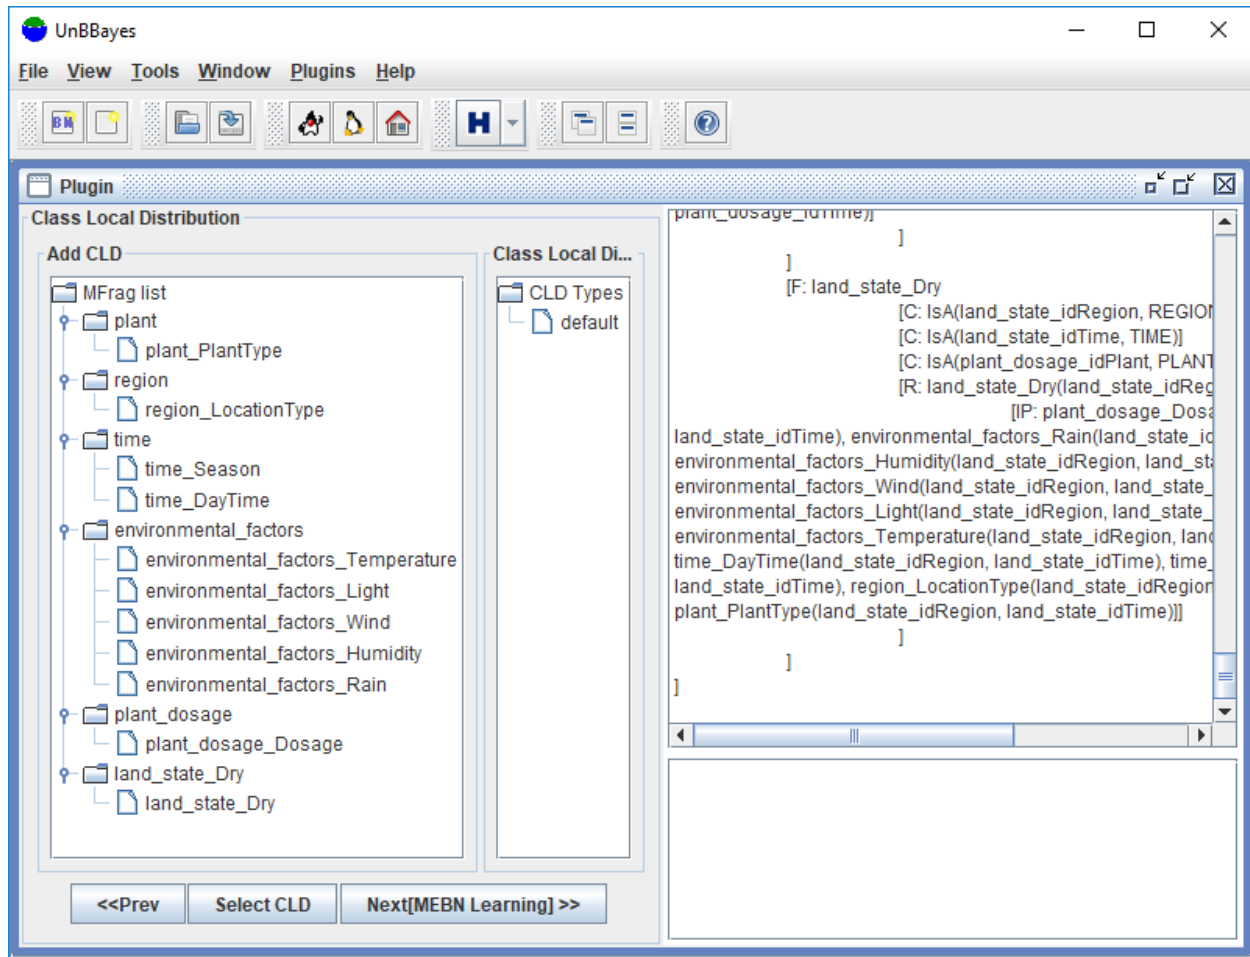 UnBBayes
File View Tools Window Plugins Help
BN
H
Plugin
Class Local Distribution
Add CLD
MFrag list
plant
plant_PlantType
region
region_LocationType
time
time_Season
time_DayTime
environmental_factors
environmental_factors_Temperature
environmental_factors_Light
environmental_factors_Wind
environmental_factors_Humidity
environmental_factors_Rain
plant_dosage
plant_dosage_Dosage
land_state_Dry
land_state_Dry
Class Local Di...
CLD Types
default
<<Prev Select CLD Next[MEBN Learning] >>
plant_dosage_idTime)]
]
]
[F: land_state_Dry
[C: IsA(land_state_idRegion, REGION
[C: IsA(land_state_idTime, TIME)]
[C: IsA(plant_dosage_idPlant, PLANT
[R: land_state_Dry(land_state_idReg
[IP: plant_dosage_Dosa
land_state_idTime), environmental_factors_Rain(land_state_id
environmental_factors_Humidity(land_state_idRegion, land_sta
environmental_factors_Wind(land_state_idRegion, land_state_
environmental_factors_Light(land_state_idRegion, land_state_
environmental_factors_Temperature(land_state_idRegion, land
time_DayTime(land_state_idRegion, land_state_idTime), time_
land_state_idTime), region_LocationType(land_state_idRegion
plant_PlantType(land_state_idRegion, land_state_idTime)]]
]
]
]